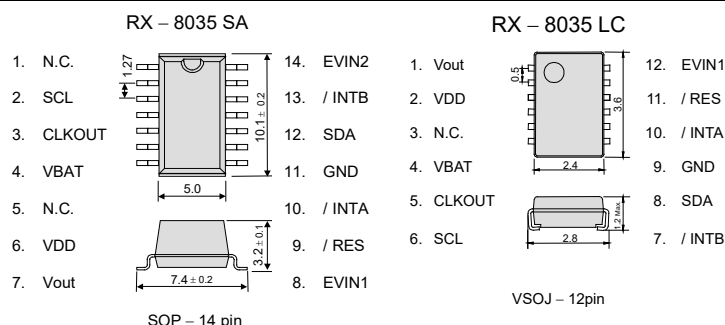 RX – 8035 SA
1. N.C.
2. SCL
3. CLKOUT
4. VBAT
5. N.C.
6. VDD
7. Vout
1.27
10.1 ± 0.2
5.0
3.2 ± 0.1
7.4 ± 0.2
14. EVIN2
13. / INTB
12. SDA
11. GND
10. / INTA
9. / RES
8. EVIN1
SOP – 14 pin
RX – 8035 LC
1. Vout
2. VDD
3. N.C.
4. VBAT
5. CLKOUT
6. SCL
0.5
3.6
2.4
1.2 Max.
2.8
12. EVIN1
11. / RES
10. / INTA
9. GND
8. SDA
7. / INTB
VSOJ – 12pin